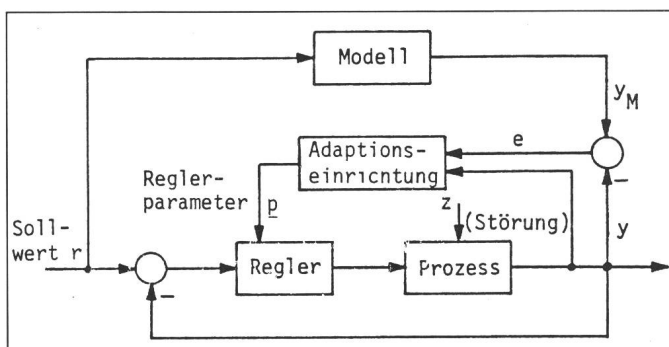 Modell
y_M
e
Adaptions-
einrichtung
Regler-
parameter
p
z
(Störung)
y
Soll-
wert r
Regler
Prozess
−
−